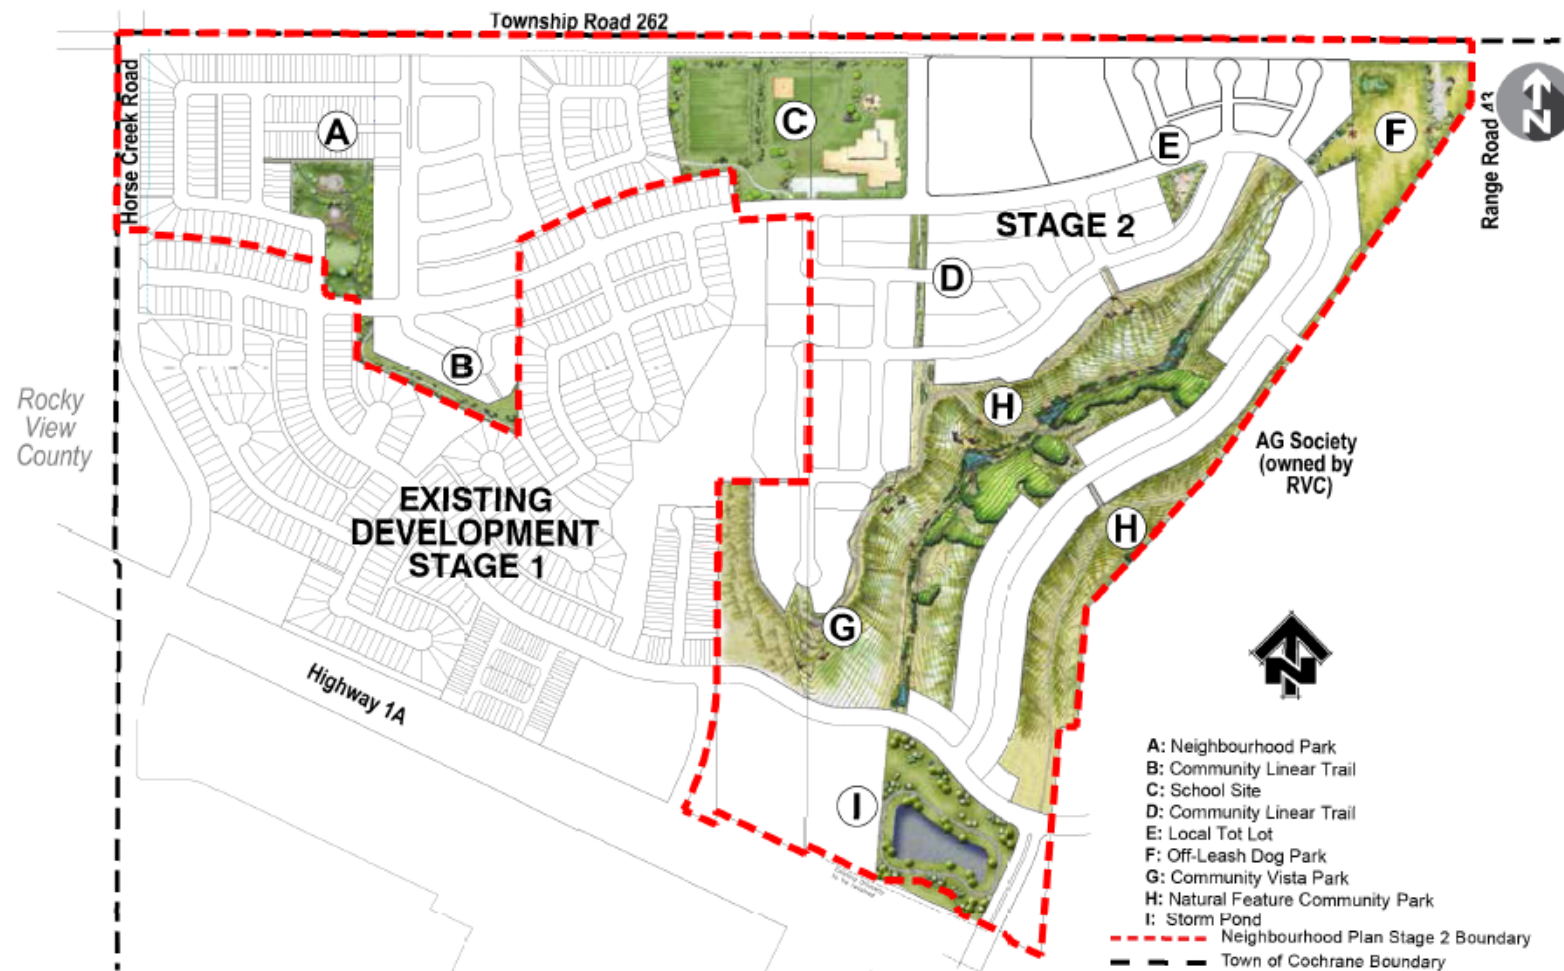 Township Road 262
Horse Creek Road
A
C
E
F
Range Road 43
N
STAGE 2
D
B
H
Rocky
View
County
AG Society
(owned by
RVC)
EXISTING
DEVELOPMENT
STAGE 1
H
G
Highway 1A
N
I
A: Neighbourhood Park
B: Community Linear Trail
C: School Site
D: Community Linear Trail
E: Local Tot Lot
F: Off-Leash Dog Park
G: Community Vista Park
H: Natural Feature Community Park
I: Storm Pond
Neighbourhood Plan Stage 2 Boundary
Town of Cochrane Boundary